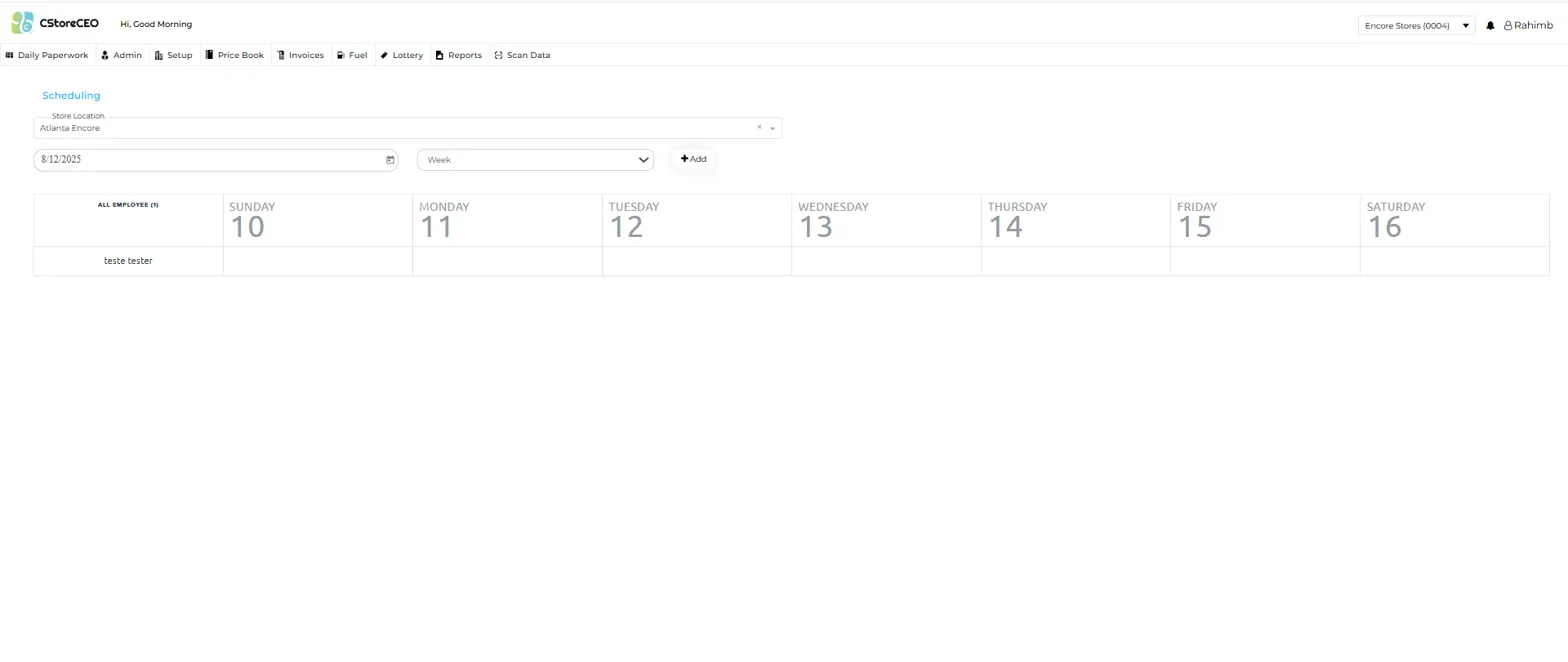 CStoreCEO Hi, Good Morning Encore Stores (0004) Rahimb
Daily Paperwork Admin Setup Price Book Invoices Fuel Lottery Reports Scan Data
Scheduling
Store Location
Atlanta Encore
8/12/2025 Week Add
ALL EMPLOYEE (1) SUNDAY MONDAY TUESDAY WEDNESDAY THURSDAY FRIDAY SATURDAY
10 11 12 13 14 15 16
teste tester